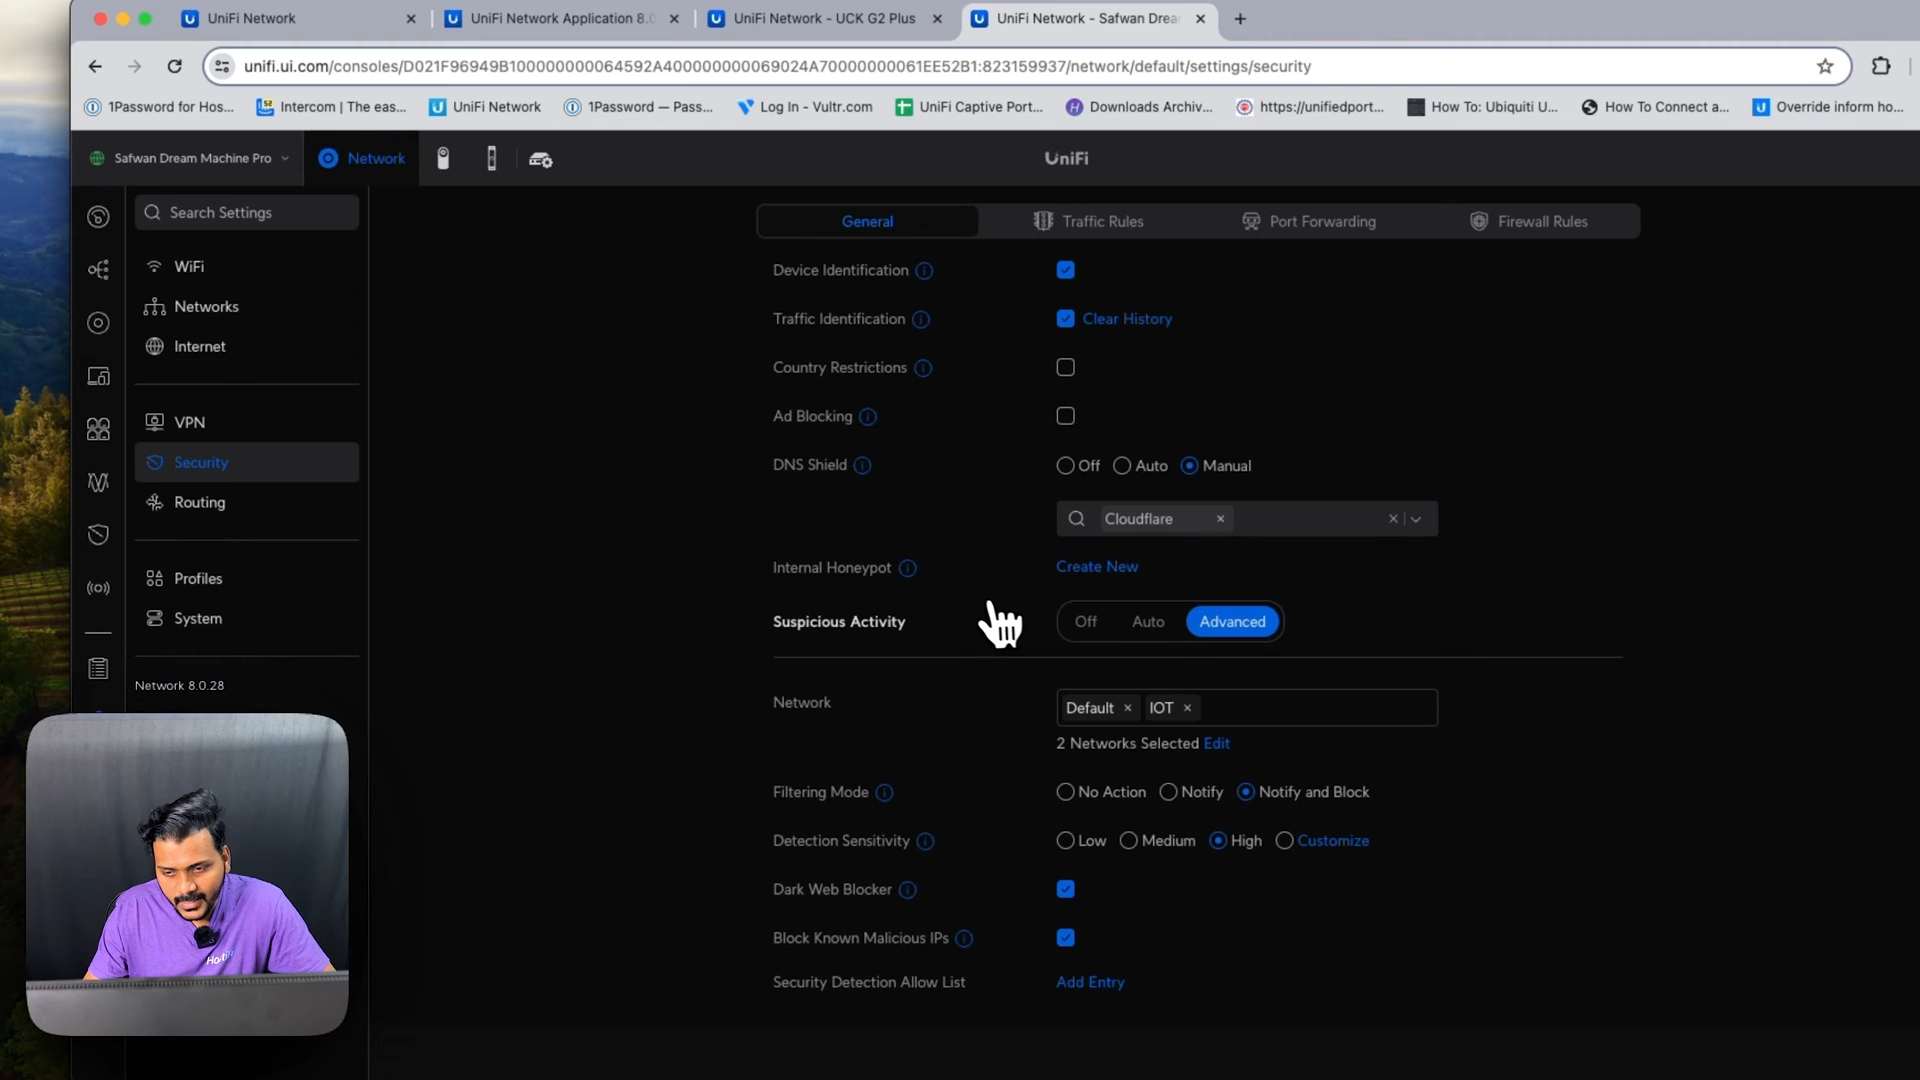 UniFi Network
UniFi Network Application 8.0
UniFi Network - UCK G2 Plus
UniFi Network - Safwan Drea
unifi.ui.com/consoles/D021F96949B100000000064592A400000000069024A70000000061EE52B1:823159937/network/default/settings/security
1Password for Hos...
Intercom | The eas...
UniFi Network
1Password — Pass...
Log In - Vultr.com
UniFi Captive Port...
Downloads Archiv...
https://unifiedport...
How To: Ubiquiti U...
How To Connect a...
Override inform ho...
Safwan Dream Machine Pro
Network
UniFi
Search Settings
WiFi
Networks
Internet
VPN
Security
Routing
Profiles
System
Network 8.0.28
General
Traffic Rules
Port Forwarding
Firewall Rules
Device Identification
Traffic Identification
Clear History
Country Restrictions
Ad Blocking
DNS Shield
Off Auto Manual
Cloudflare
Internal Honeypot
Create New
Suspicious Activity
Off Auto Advanced
Network
Default IOT
2 Networks Selected Edit
Filtering Mode
No Action Notify Notify and Block
Detection Sensitivity
Low Medium High Customize
Dark Web Blocker
Block Known Malicious IPs
Security Detection Allow List
Add Entry